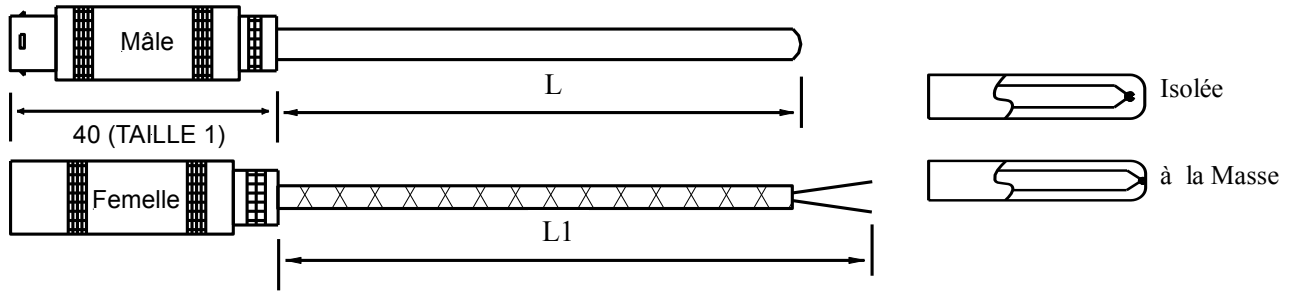 Mâle
L
40 (TAILLE 1)
Femelle
L1
Isolée
à la Masse